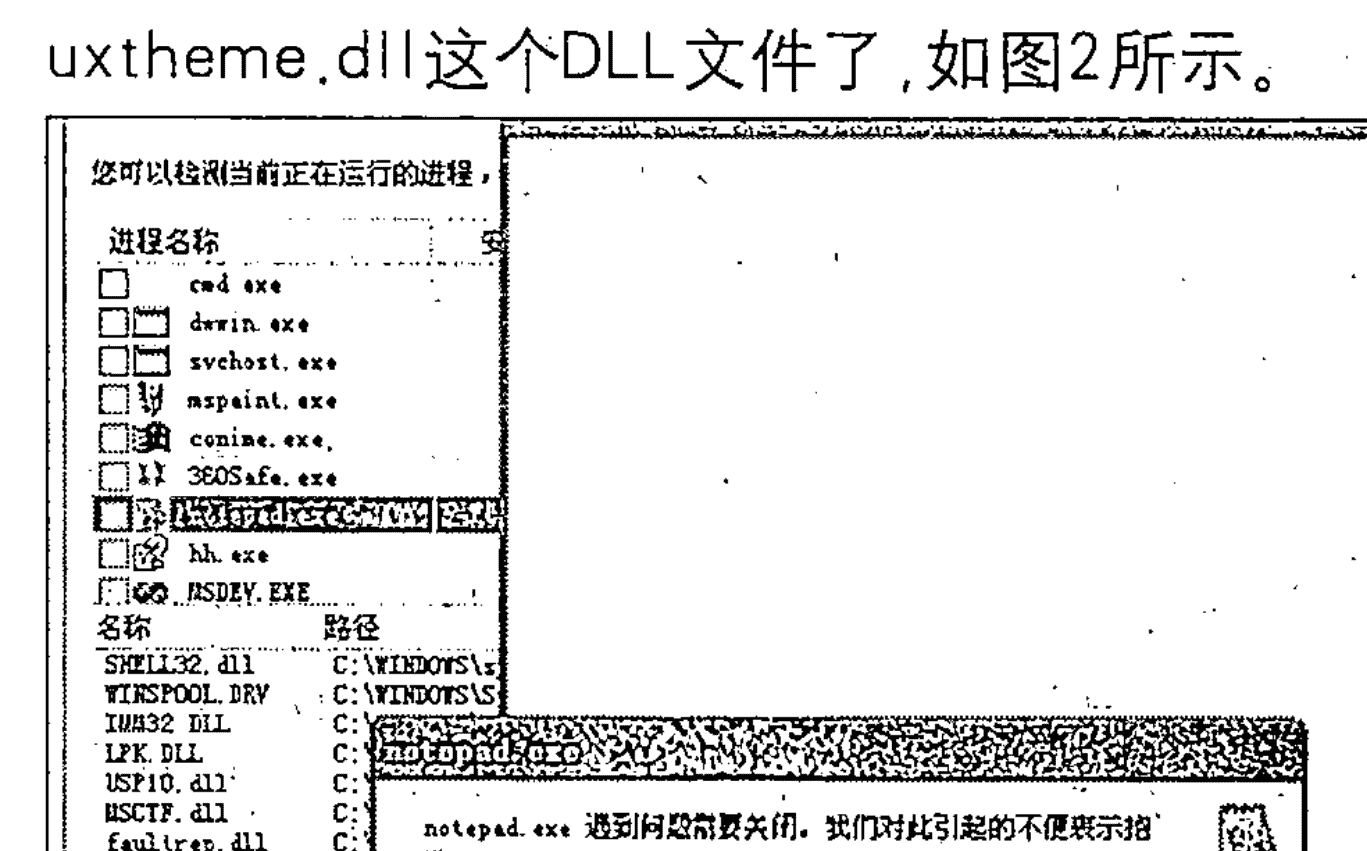 uxtheme.dll这个DLL文件了,如图2所示。
您可以检测当前正在运行的进程,
进程名称
cmd.exe
dwwin.exe
svchost.exe
mspaint.exe
conime.exe
360Safe.exe
notepad.exe
hh.exe
MSDEV.EXE
名称 路径
SHELL32.dll C:\WINDOWS\s
WINSPOOL.DRV C:\WINDOWS\S
IMM32.DLL C:\
LPK.DLL C:\
USP10.dll C:\
MSCTF.dll C:\
faultrep.dll C:\
notepad.exe
notepad.exe 遇到问题需要关闭。我们对此引起的不便表示抱